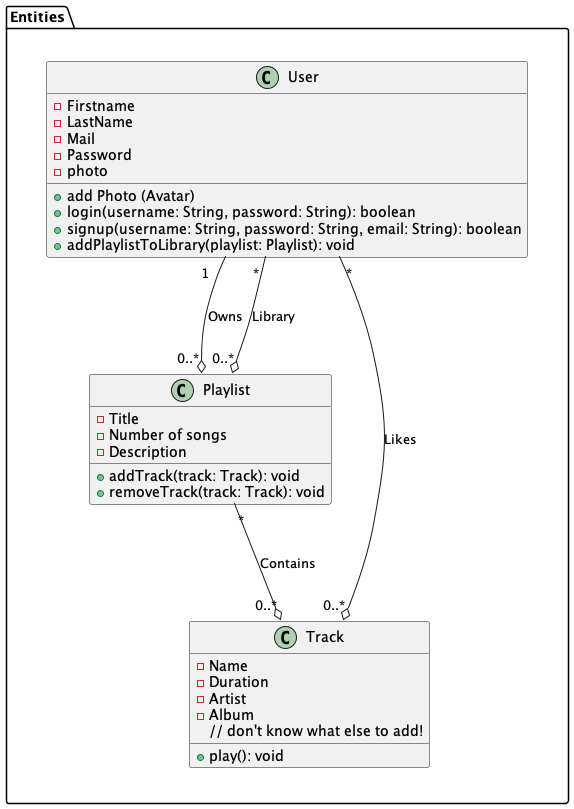 Entities
C User
Firstname
LastName
Mail
Password
photo
add Photo (Avatar)
login(username: String, password: String): boolean
signup(username: String, password: String, email: String): boolean
addPlaylistToLibrary(playlist: Playlist): void
1 * *
Owns Library
0..* 0..*
C Playlist
Title
Number of songs
Description
addTrack(track: Track): void
removeTrack(track: Track): void
Likes
*
Contains
0..* 0..*
C Track
Name
Duration
Artist
Album
// don't know what else to add!
play(): void